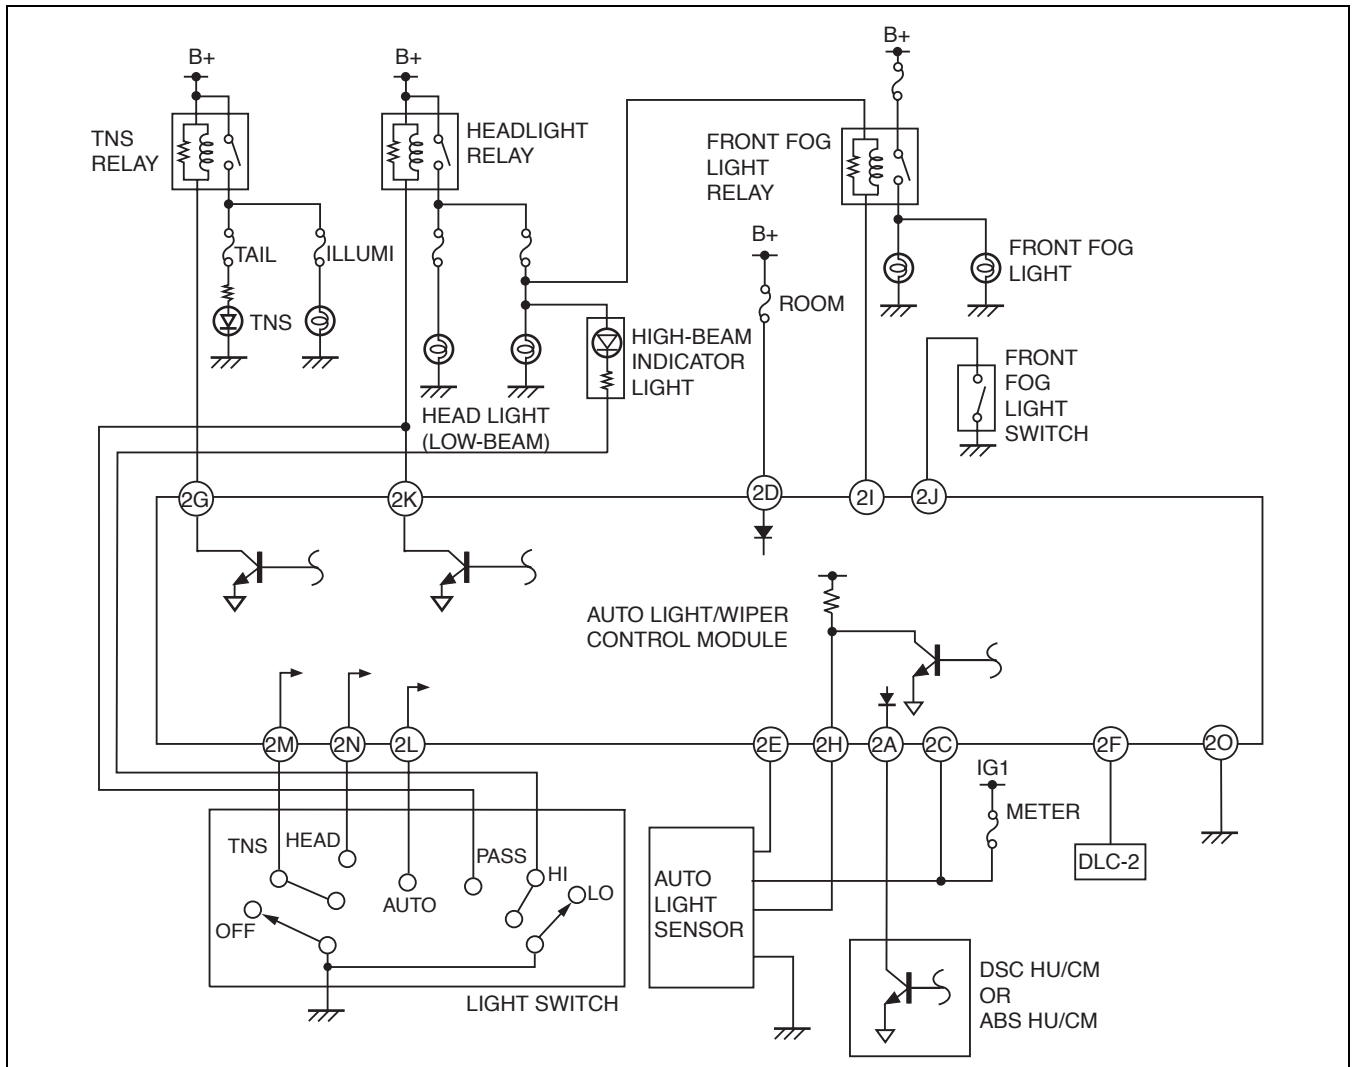 B+
B+
B+
TNS
RELAY
HEADLIGHT
RELAY
FRONT FOG
LIGHT
RELAY
TAIL
ILLUMI
B+
FRONT FOG
LIGHT
ROOM
TNS
HIGH-BEAM
INDICATOR
LIGHT
FRONT
FOG
LIGHT
SWITCH
HEAD LIGHT
(LOW-BEAM)
2G
2K
2D
2I
2J
AUTO LIGHT/WIPER
CONTROL MODULE
2M
2N
2L
2E
2H
2A
2C
2F
2O
IG1
METER
TNS
HEAD
PASS
HI
LO
AUTO
OFF
LIGHT SWITCH
AUTO
LIGHT
SENSOR
DLC-2
DSC HU/CM
OR
ABS HU/CM